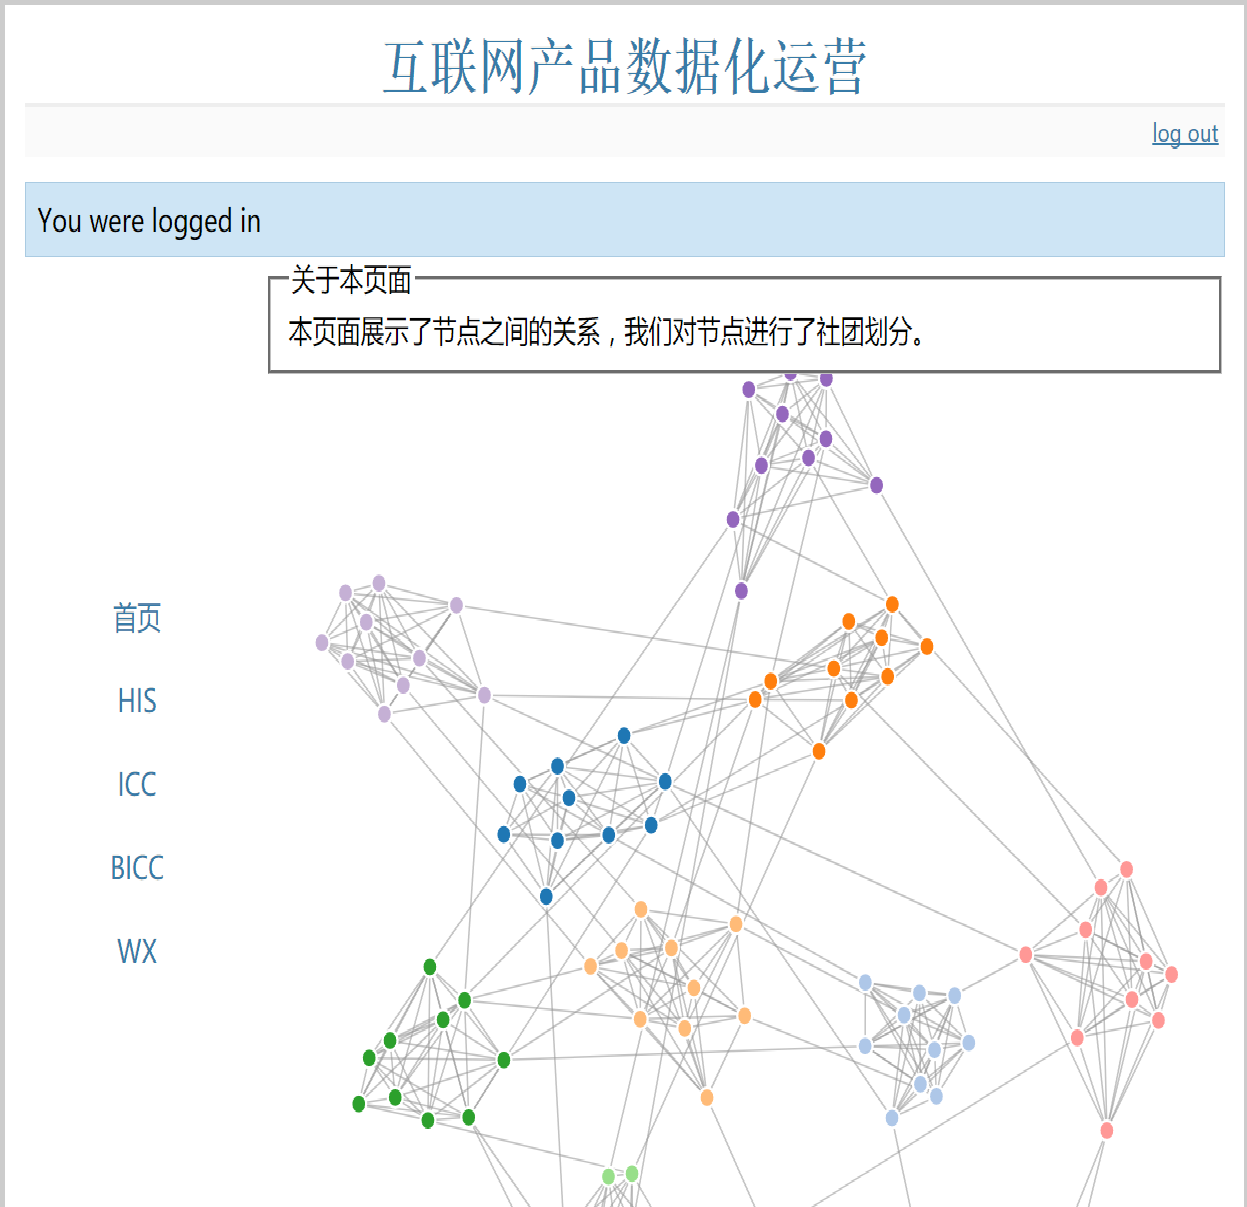 互联网产品数据化运营
log out
You were logged in
关于本页面
本页面展示了节点之间的关系，我们对节点进行了社团划分。
首页
HIS
ICC
BICC
WX